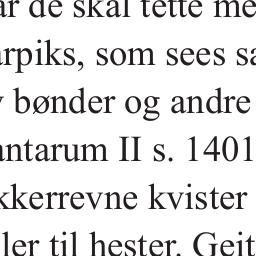 ar de skal tette me
arpiks, som sees sa
v bønder og andre
antarum II s. 1401
kkerrevne kvister
ler til hester. Geit